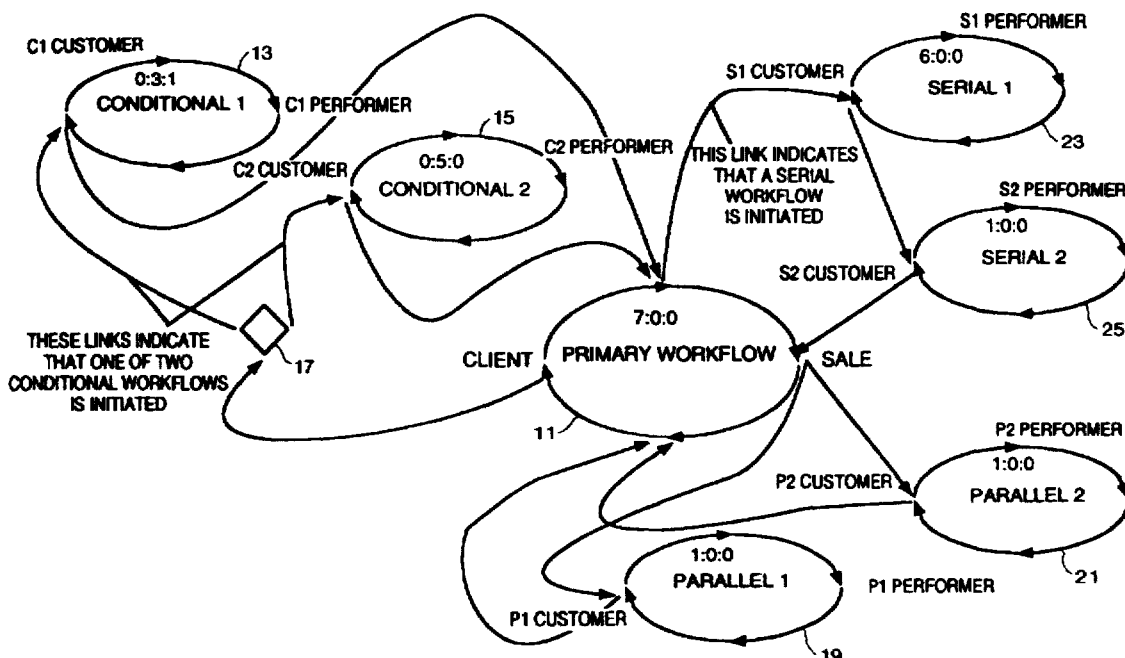 C1 CUSTOMER
13
0:3:1
CONDITIONAL 1
C1 PERFORMER
15
C2 CUSTOMER
0:5:0
CONDITIONAL 2
C2 PERFORMER
S1 PERFORMER
6:0:0
S1 CUSTOMER
SERIAL 1
23
THIS LINK INDICATES
THAT A SERIAL
WORKFLOW
IS INITIATED
S2 PERFORMER
1:0:0
SERIAL 2
S2 CUSTOMER
25
THESE LINKS INDICATE
THAT ONE OF TWO
CONDITIONAL WORKFLOWS
IS INITIATED
17
7:0:0
CLIENT
PRIMARY WORKFLOW
SALE
11
P2 PERFORMER
1:0:0
P2 CUSTOMER
PARALLEL 2
21
1:0:0
PARALLEL 1
P1 PERFORMER
P1 CUSTOMER
19